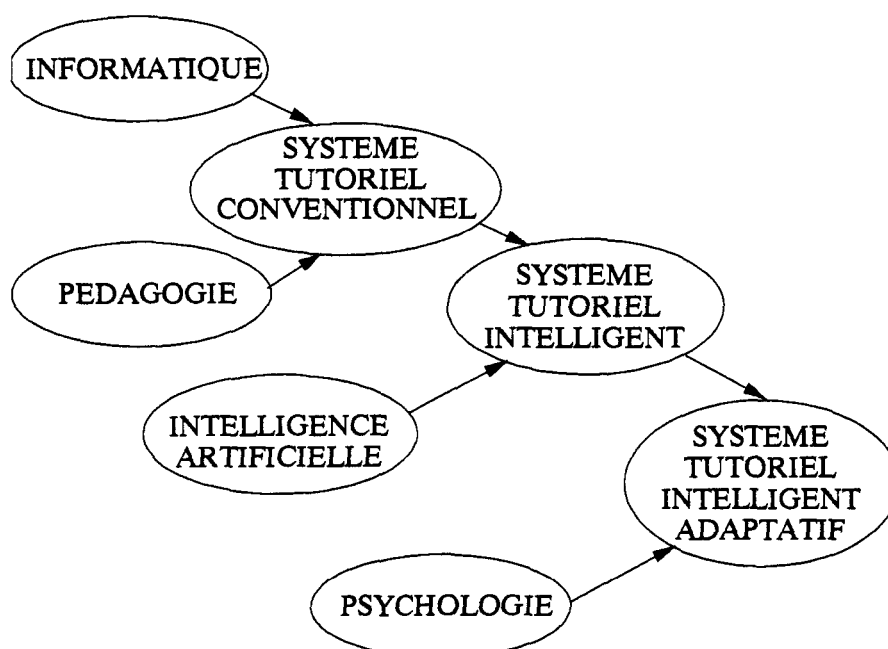 INFORMATIQUE
SYSTEME
TUTORIEL
CONVENTIONNEL
PEDAGOGIE
SYSTEME
TUTORIEL
INTELLIGENT
INTELLIGENCE
ARTIFICIELLE
SYSTEME
TUTORIEL
INTELLIGENT
ADAPTATIF
PSYCHOLOGIE